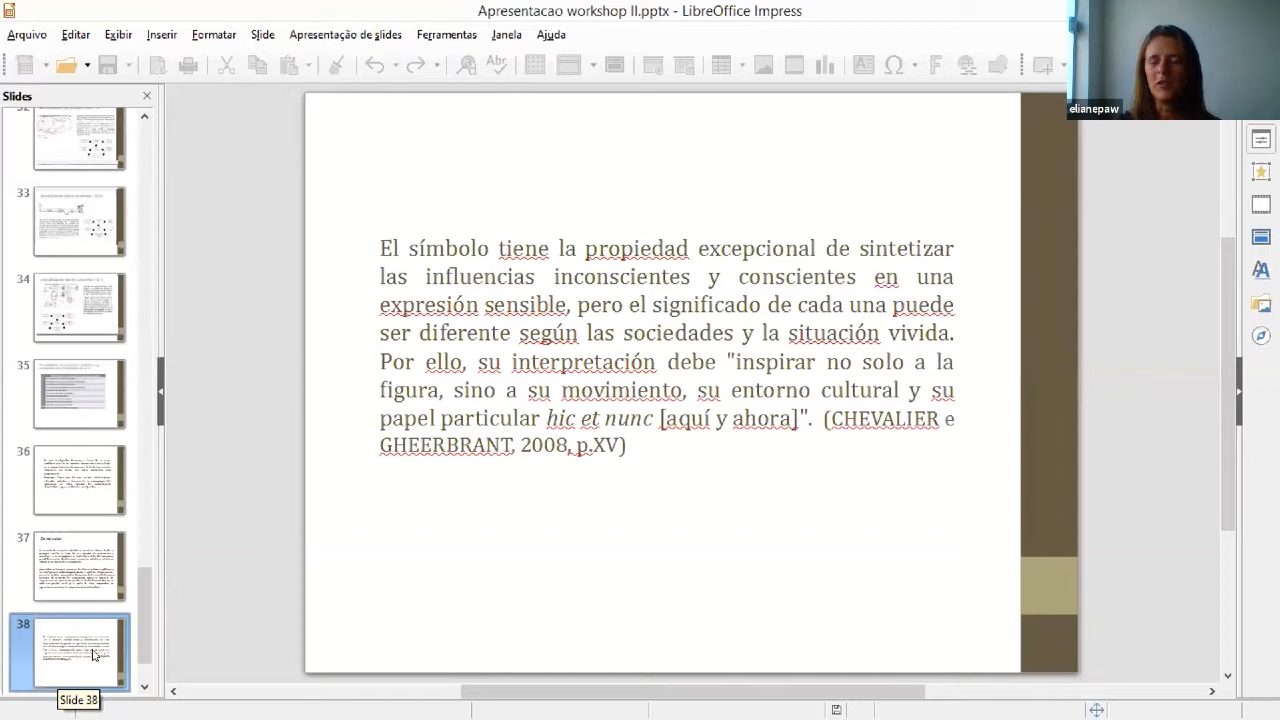 Apresentacao workshop II.pptx - LibreOffice Impress
Arquivo Editar Exibir Inserir Formatar Slide Apresentação de slides Ferramentas Janela Ajuda
elianepaw
Slides
32
33
34
35
36
37
38
Slide 38
El símbolo tiene la propiedad excepcional de sintetizar
las influencias inconscientes y conscientes en una
expresión sensible, pero el significado de cada una puede
ser diferente según las sociedades y la situación vivida.
Por ello, su interpretación debe "inspirar no solo a la
figura, sino a su movimiento, su entorno cultural y su
papel particular hic et nunc [aquí y ahora]". (CHEVALIER e
GHEERBRANT, 2008, p.XV)